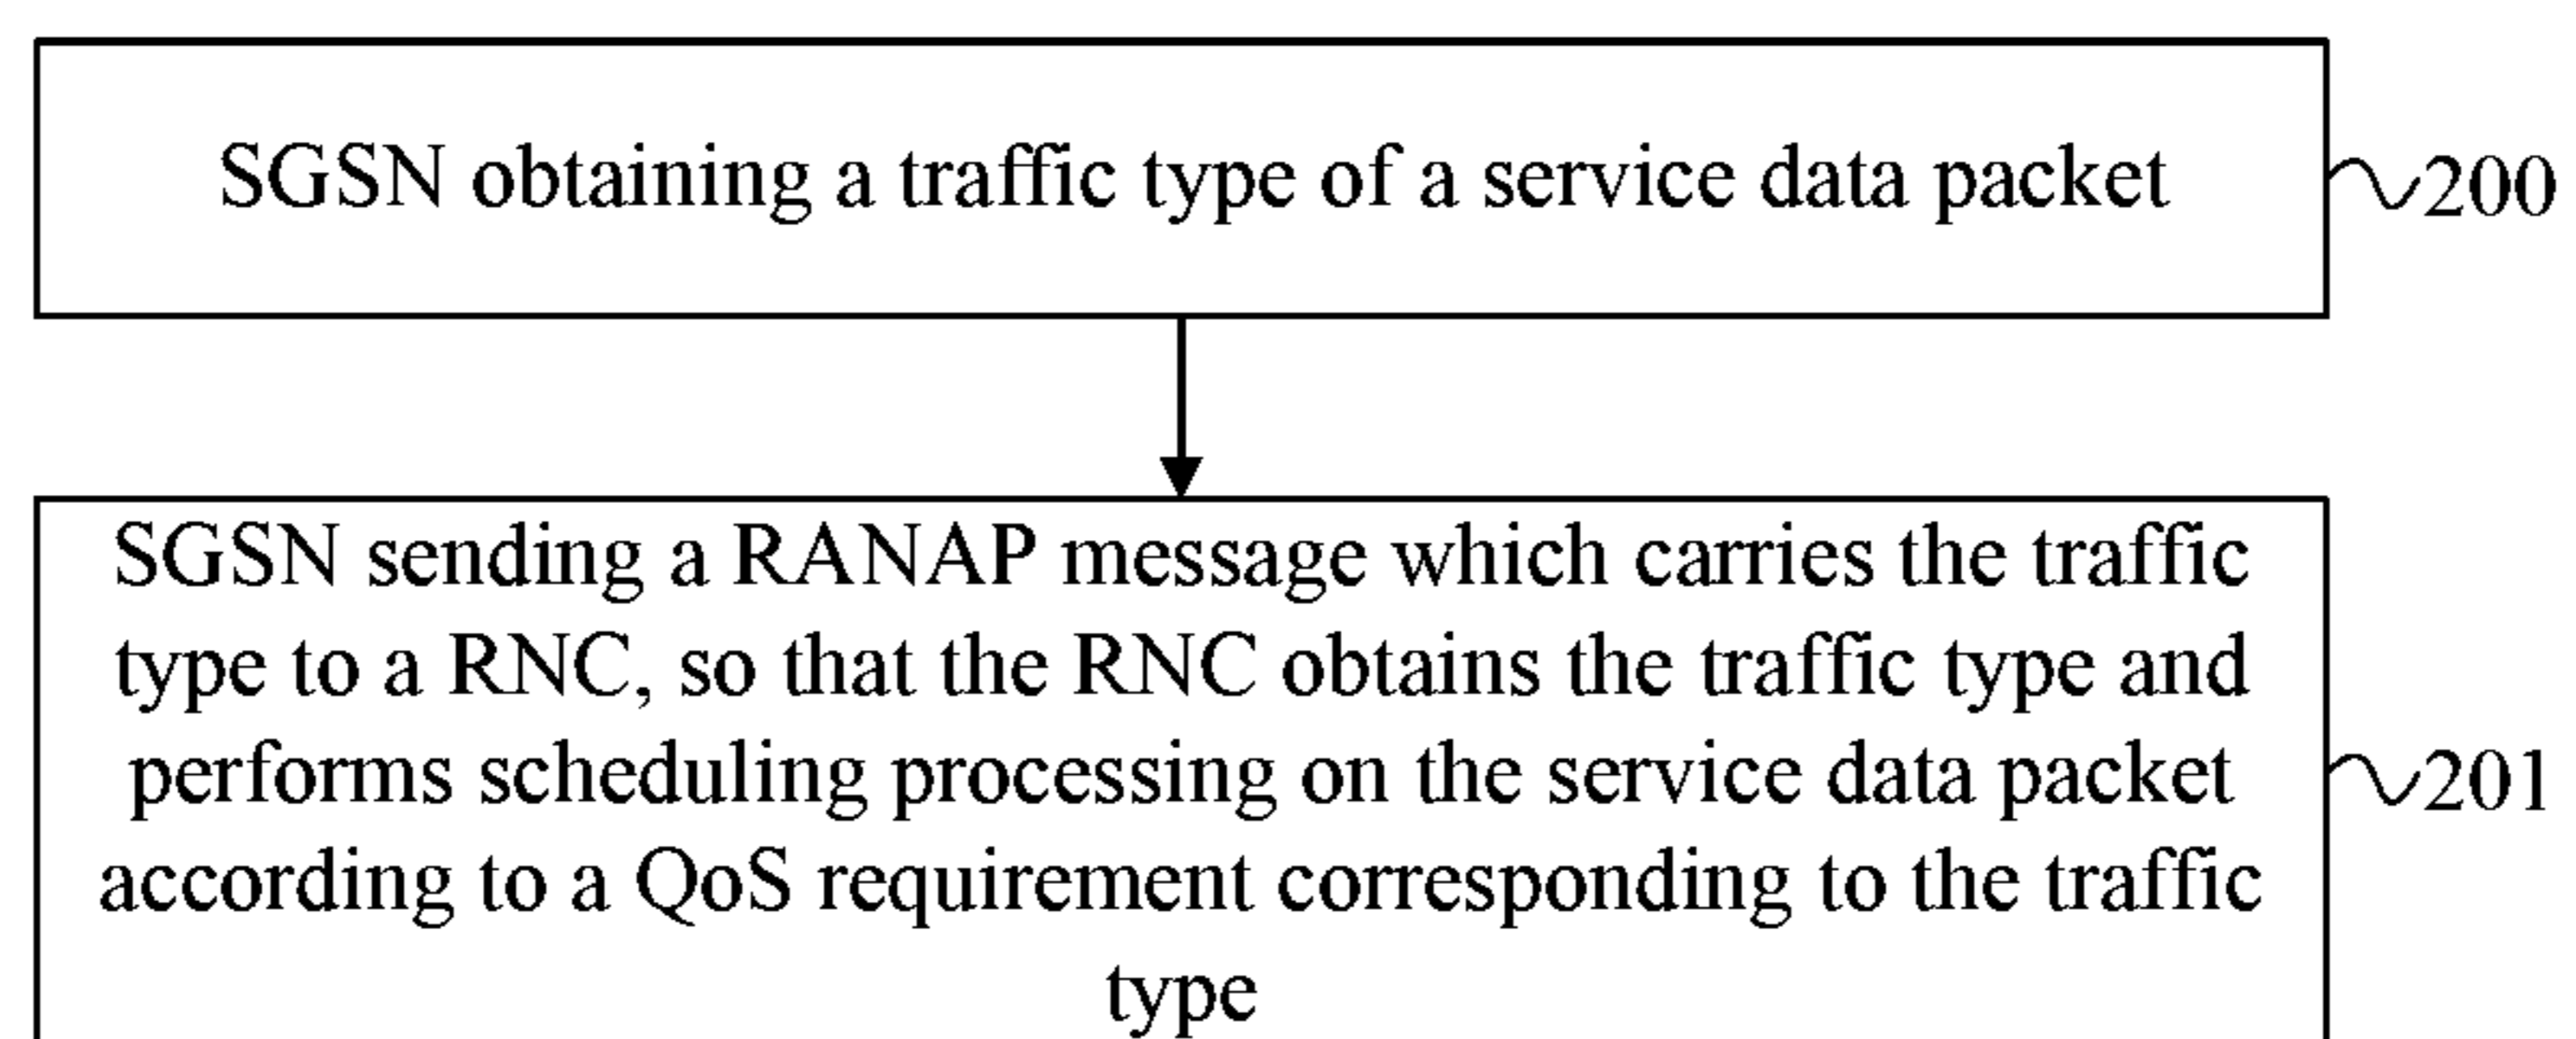 SGSN obtaining a traffic type of a service data packet
200
SGSN sending a RANAP message which carries the traffic
type to a RNC, so that the RNC obtains the traffic type and
performs scheduling processing on the service data packet
201
according to a QoS requirement corresponding to the traffic
type